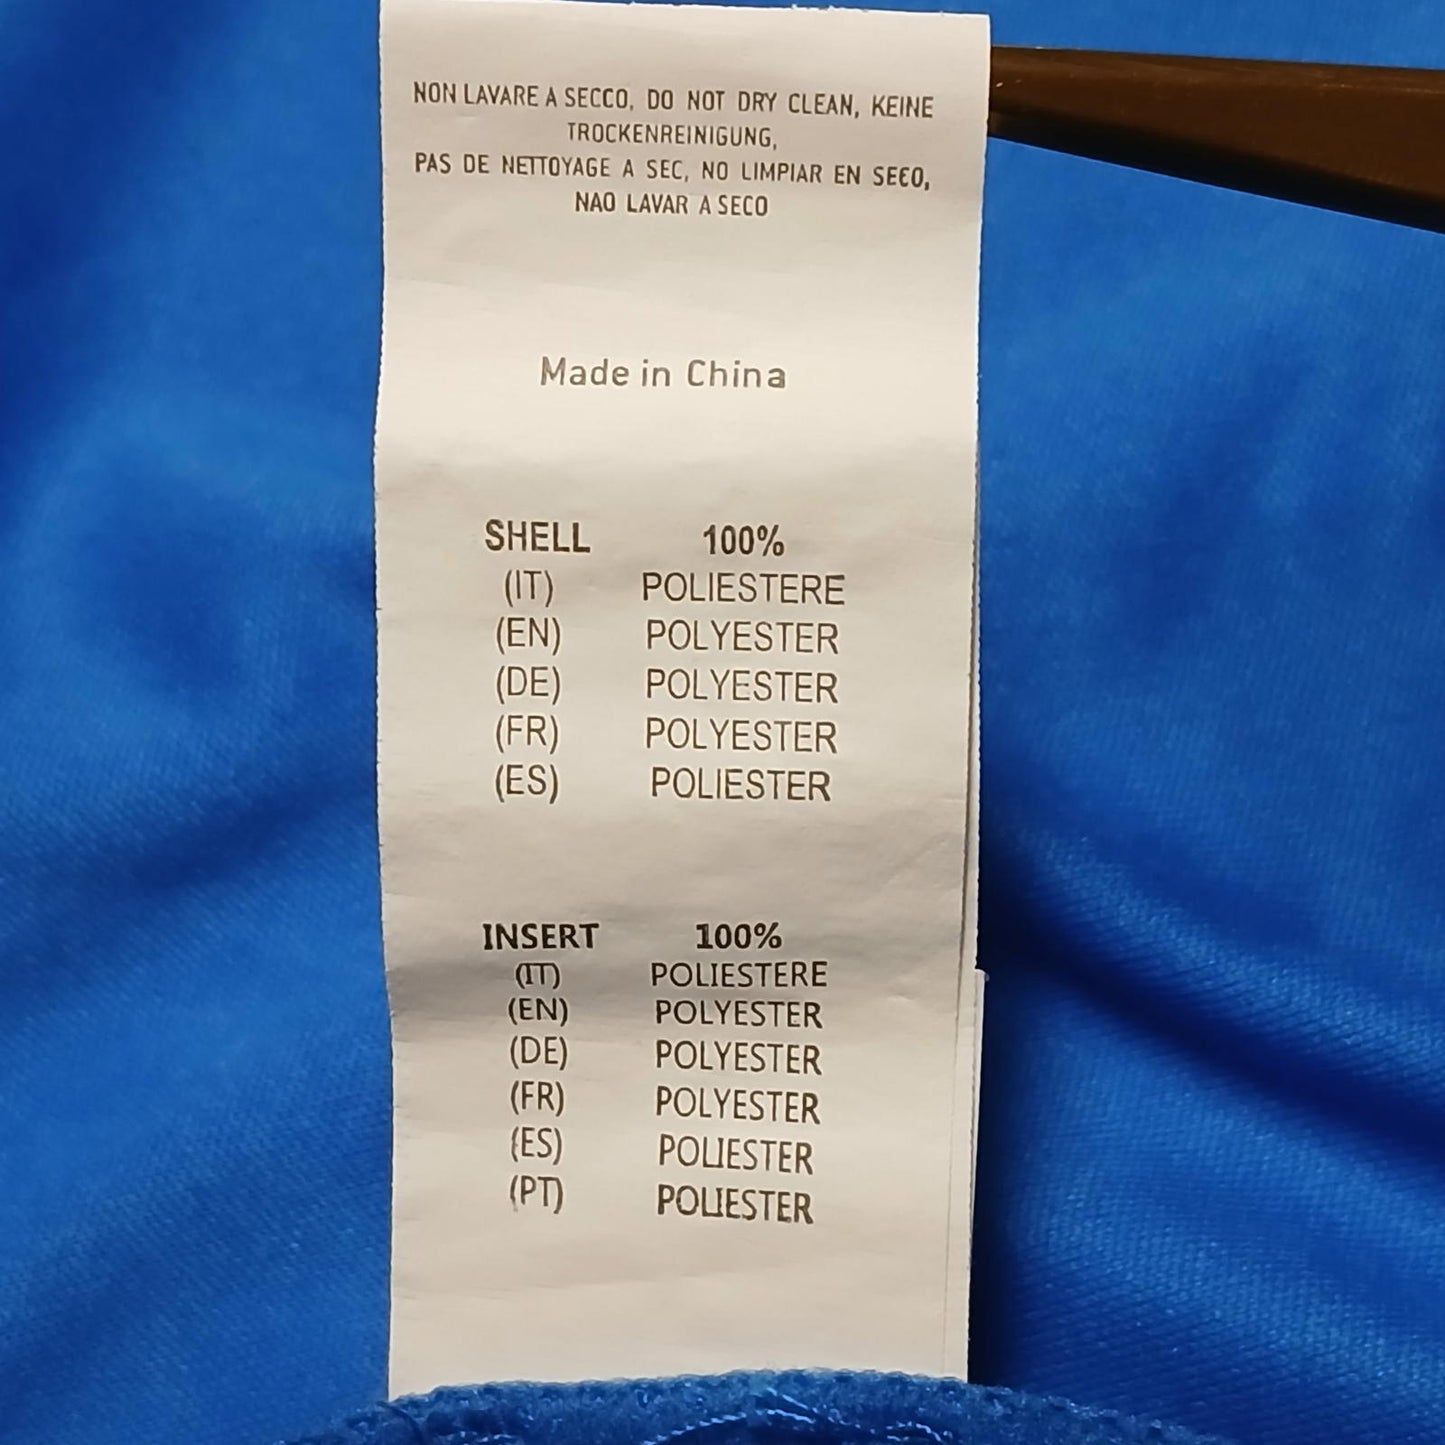 NON LAVARE A SECCO, DO NOT DRY CLEAN, KEINE
TROCKENREINIGUNG,
PAS DE NETTOYAGE A SEC, NO LIMPIAR EN SECO,
NAO LAVAR A SECO
Made in China
SHELL 100%
(IT) POLIESTERE
(EN) POLYESTER
(DE) POLYESTER
(FR) POLYESTER
(ES) POLIESTER
INSERT 100%
(IT) POLIESTERE
(EN) POLYESTER
(DE) POLYESTER
(FR) POLYESTER
(ES) POLIESTER
(PT) POLIESTER